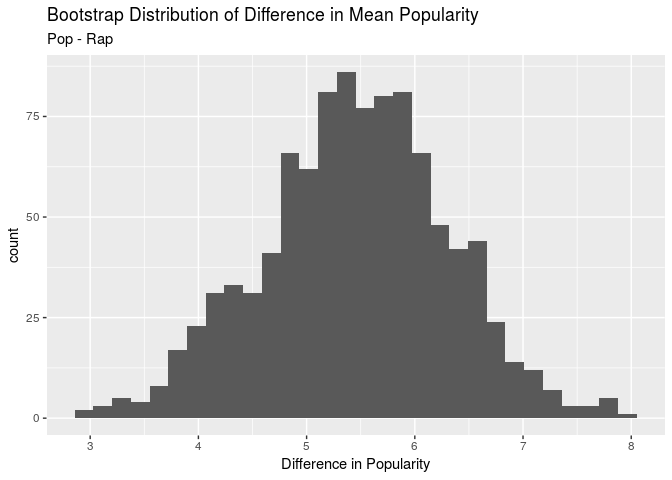 Bootstrap Distribution of Difference in Mean Popularity
Pop - Rap
75
50
25
0
count
3 4 5 6 7 8
Difference in Popularity